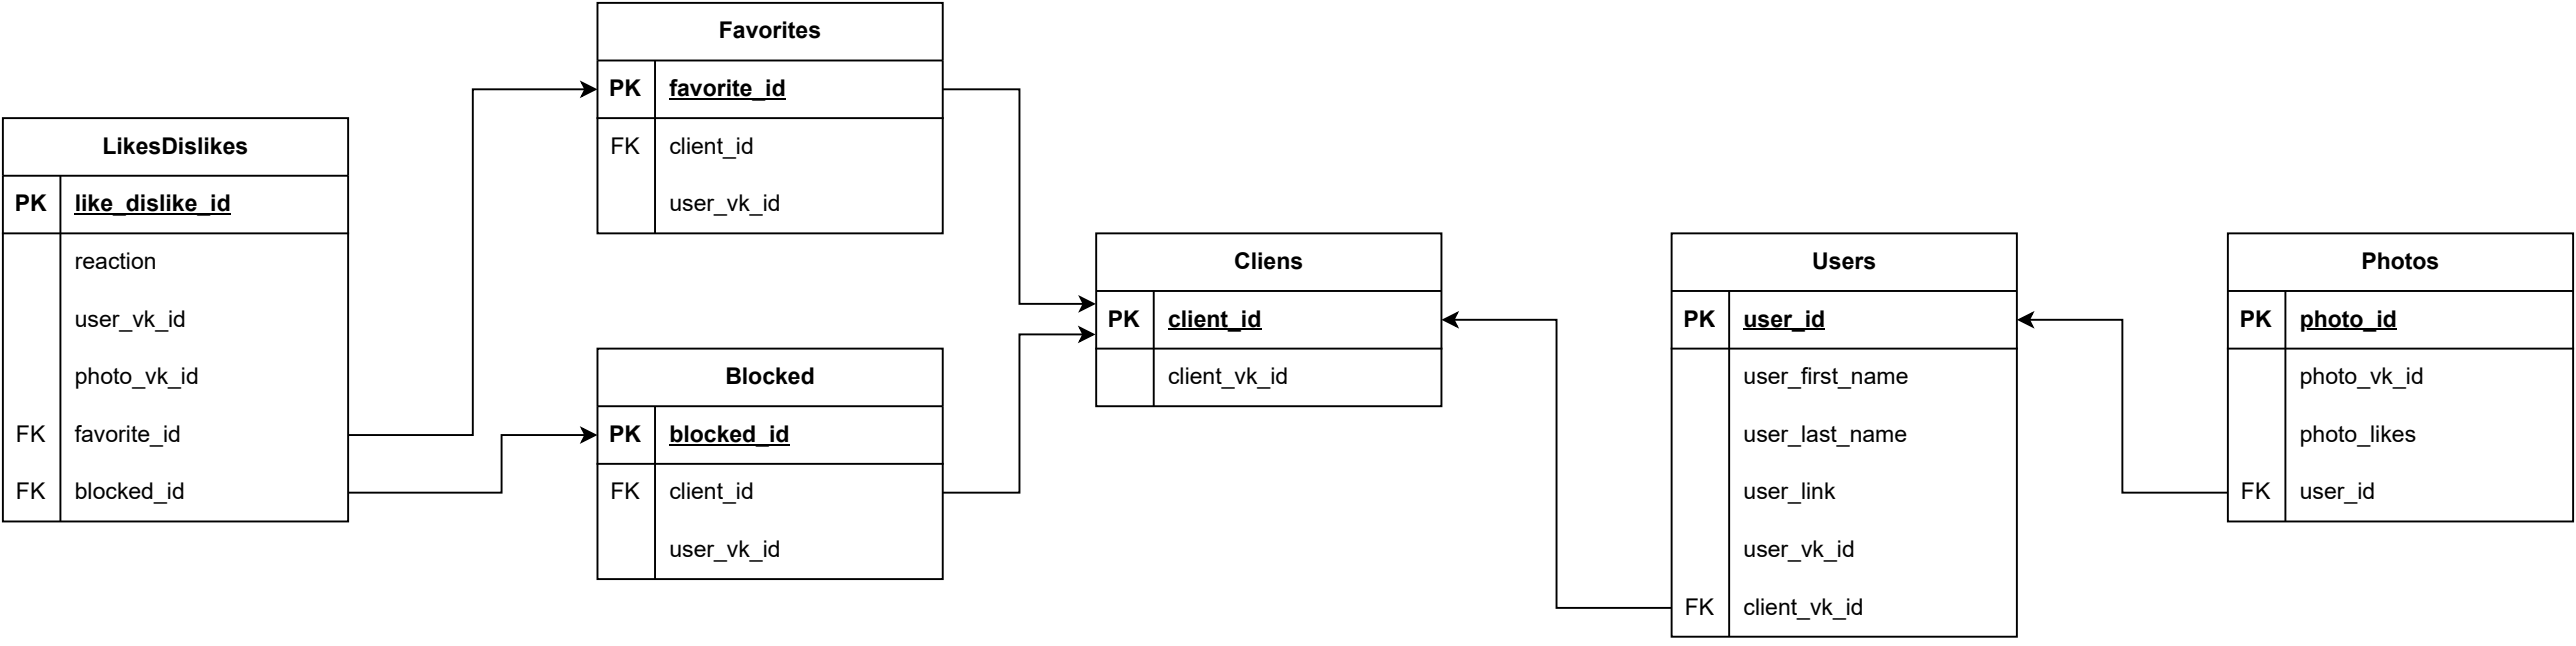 Favorites
PK favorite_id
FK client_id
user_vk_id
LikesDislikes
PK like_dislike_id
reaction
user_vk_id
photo_vk_id
FK favorite_id
FK blocked_id
Blocked
PK blocked_id
FK client_id
user_vk_id
Cliens
PK client_id
client_vk_id
Users
PK user_id
user_first_name
user_last_name
user_link
user_vk_id
FK client_vk_id
Photos
PK photo_id
photo_vk_id
photo_likes
FK user_id